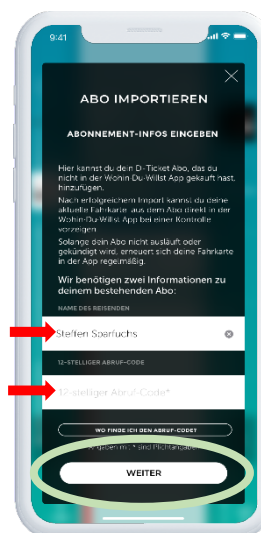 9:41
ABO IMPORTIEREN
ABONNEMENT-INFOS EINGEBEN
Hier kannst du dein D-Ticket Abo, das du
nicht in der Wohin-Du-Willst App gekauft hast,
hinzufügen.
Nach erfolgreichem Import kannst du deine
aktuelle Fahrkarte aus dem Abo direkt in der
Wohin-Du-Willst App bei einer Kontrolle
vorzeigen.
Solange dein Abo nicht ausläuft oder
gekündigt wird, erneuert sich deine Fahrkarte
in der App regelmäßig.
Wir benötigen zwei Informationen zu
deinem bestehenden Abo:
NAME DES REISENDEN
Steffen Sparfuchs
12-STELLIGER ABRUF-CODE
12-stelliger Abruf-Code*
WO FINDE ICH DEN ABRUF-CODE?
Angaben mit * sind Pflichtangaben
WEITER